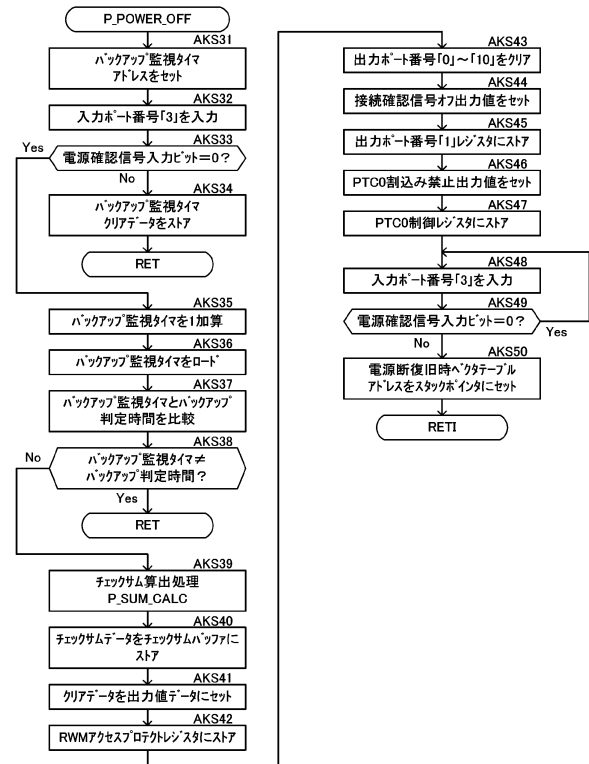 P_POWER_OFF
AKS31
バックアップ監視タイマ
アドレスをセット
AKS32
入力ポート番号「3」を入力
AKS33
電源確認信号入力ビット=0?
Yes
No
AKS34
バックアップ監視タイマ
クリアデータをストア
RET
AKS35
バックアップ監視タイマを1加算
AKS36
バックアップ監視タイマをロード
AKS37
バックアップ監視タイマとバックアップ
判定時間を比較
AKS38
バックアップ監視タイマ≠
バックアップ判定時間?
No
Yes
RET
AKS39
チェックサム算出処理
P_SUM_CALC
AKS40
チェックサムデータをチェックサムバッファに
ストア
AKS41
クリアデータを出力値データにセット
AKS42
RWMアクセスプロテクトレジスタにストア
AKS43
出力ポート番号「0」~「10」をクリア
AKS44
接続確認信号オフ出力値をセット
AKS45
出力ポート番号「1」レジスタにストア
AKS46
PTC0割込み禁止出力値をセット
AKS47
PTC0制御レジスタにストア
AKS48
入力ポート番号「3」を入力
AKS49
電源確認信号入力ビット=0?
Yes
No
AKS50
電源断復旧時ベクタテーブル
アドレスをスタックポインタにセット
RETI